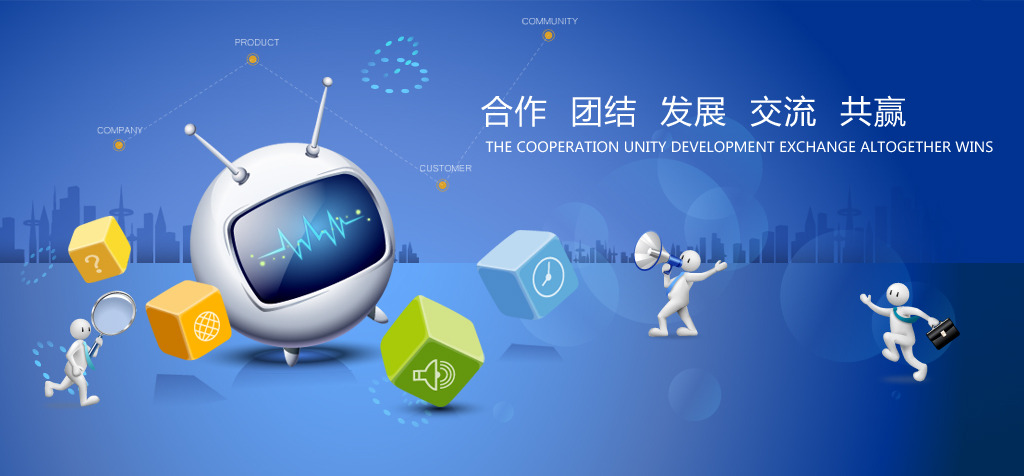 COMMUNITY
PRODUCT
COMPANY
CUSTOMER
合作 团结 发展 交流 共赢
THE COOPERATION UNITY DEVELOPMENT EXCHANGE ALTOGETHER WINS
?